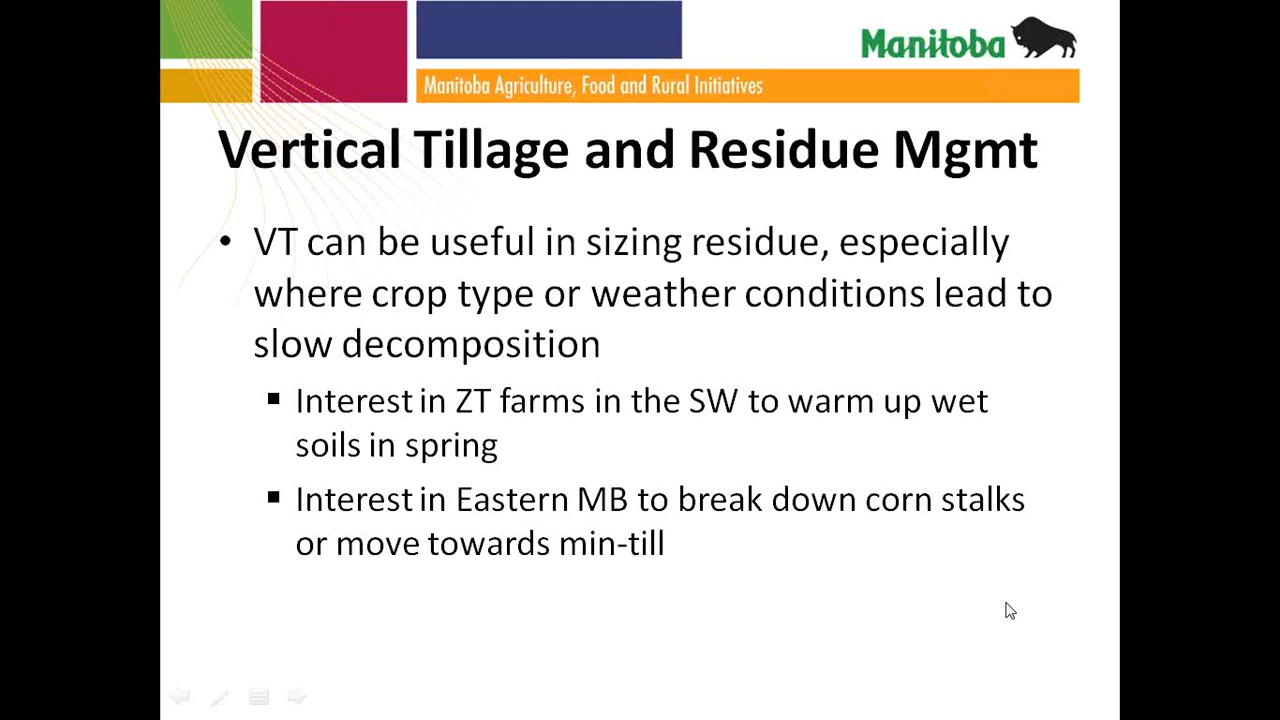 Manitoba
Manitoba Agriculture, Food and Rural Initiatives
Vertical Tillage and Residue Mgmt
• VT can be useful in sizing residue, especially
where crop type or weather conditions lead to
slow decomposition
▪ Interest in ZT farms in the SW to warm up wet
soils in spring
▪ Interest in Eastern MB to break down corn stalks
or move towards min-till